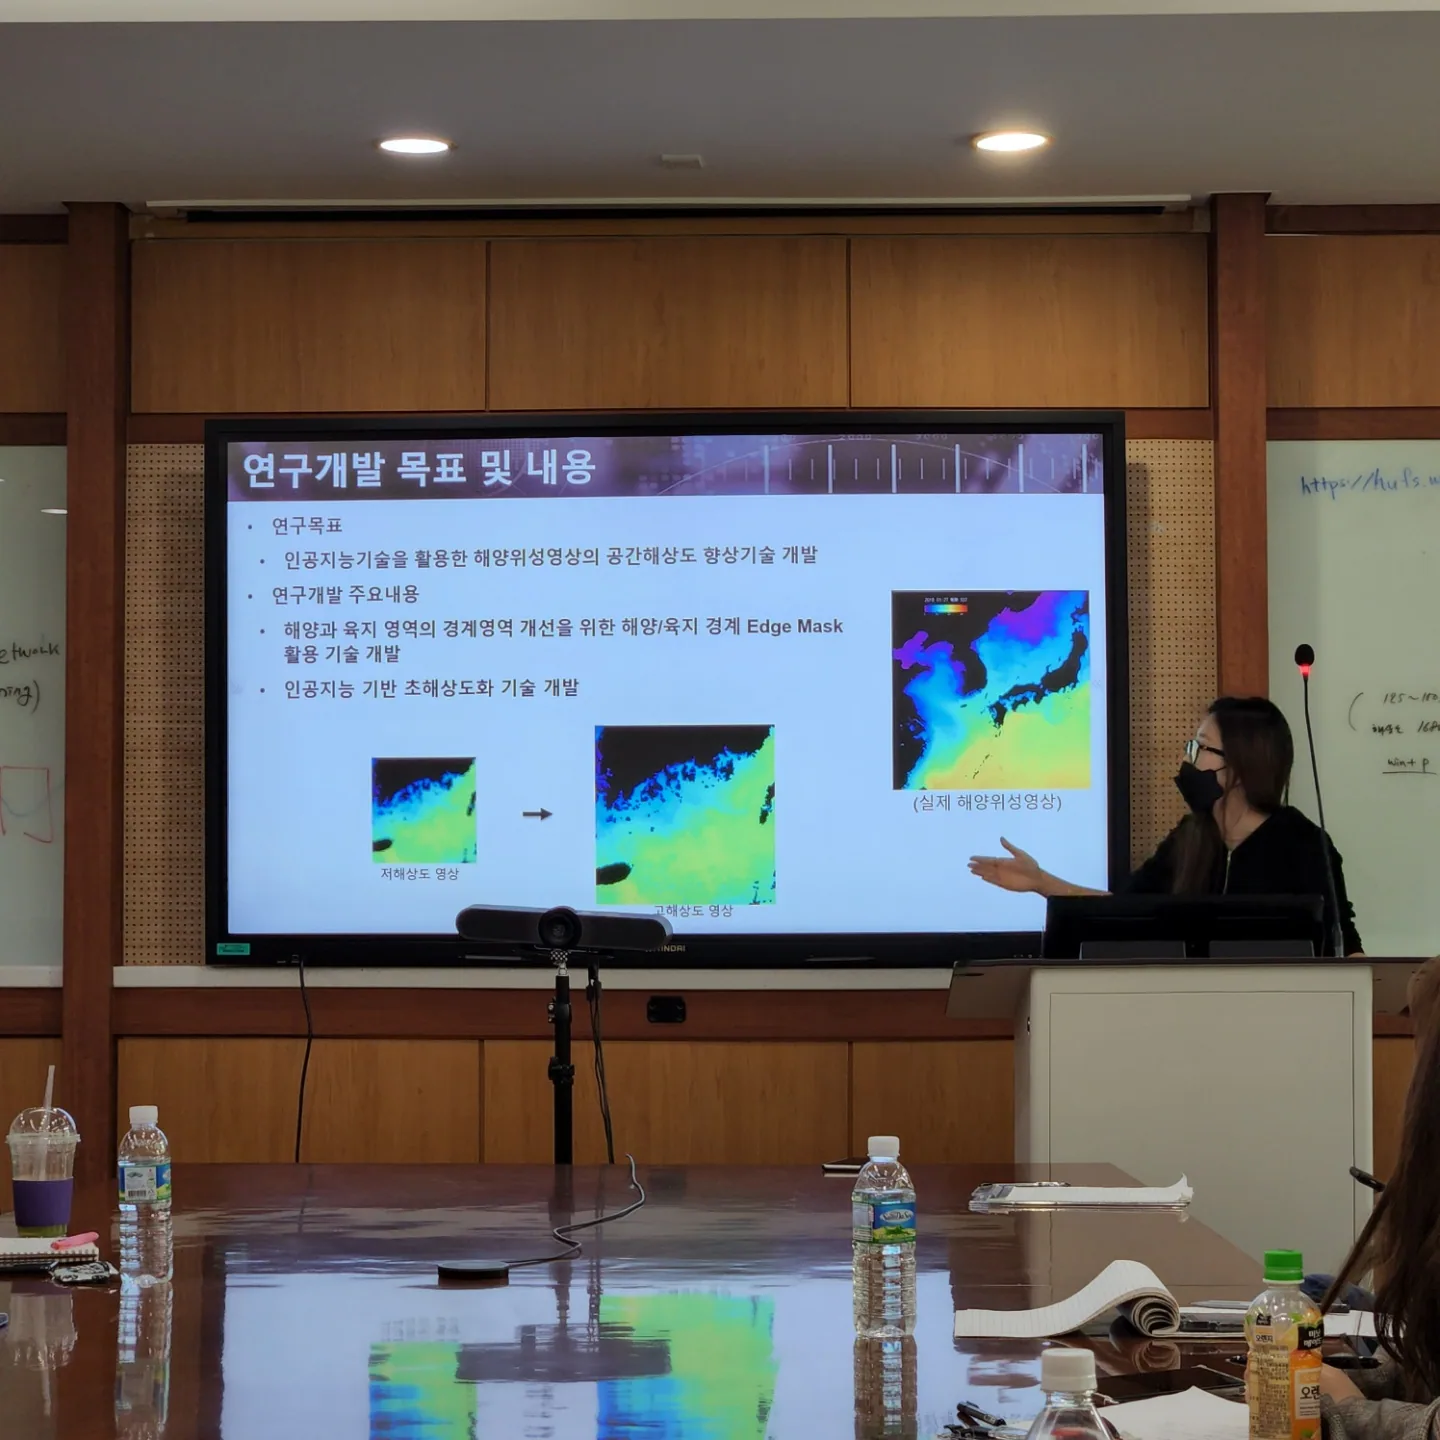 연구개발 목표 및 내용
• 연구목표
• 인공지능기술을 활용한 해양위성영상의 공간해상도 향상기술 개발
• 연구개발 주요내용
• 해양과 육지 영역의 경계영역 개선을 위한 해양/육지 경계 Edge Mask
활용 기술 개발
• 인공지능 기반 초해상도화 기술 개발
(실제 해양위성영상)
저해상도 영상
고해상도 영상
https://hufs.
win+ p
오렌지